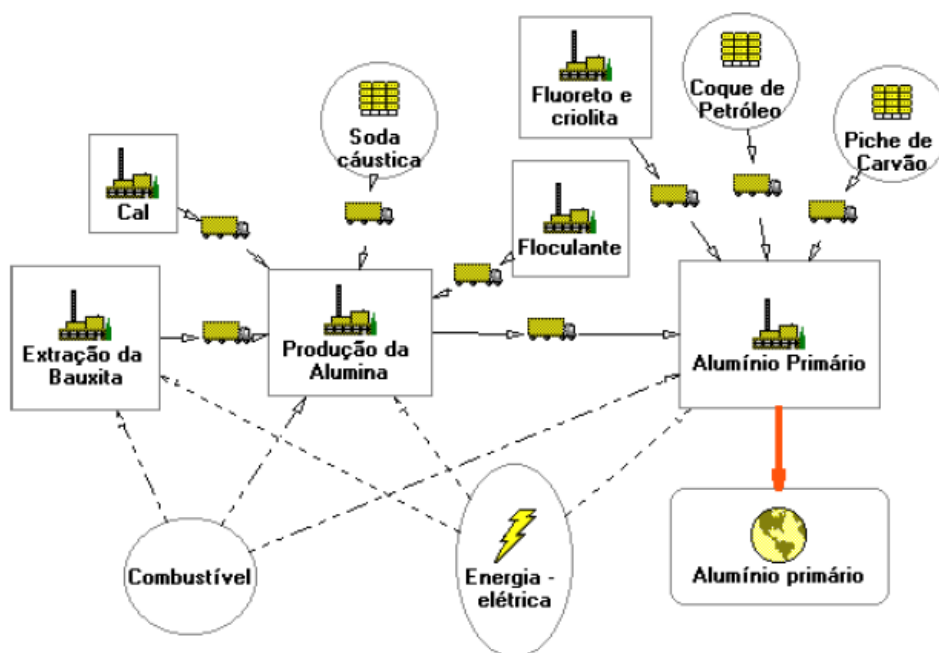 Fluoreto e
criolita
Coque de
Petróleo
Piche de
Carvão
Soda
cáustica
Cal
Floculante
Extração da
Bauxita
Produção da
Alumina
Alumínio Primário
Combustível
Energia -
elétrica
Alumínio primário